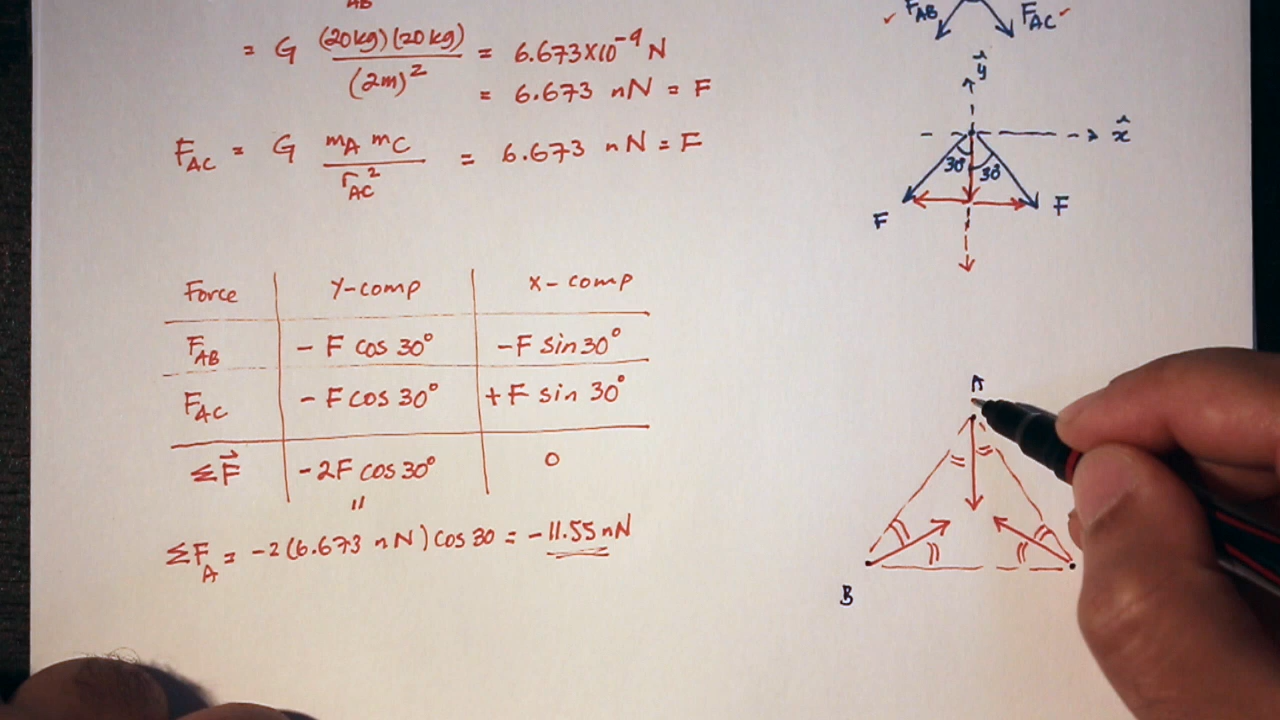 AB
= G (20kg)(20kg) / (2m)² = 6.673×10⁻⁹ N
= 6.673 nN = F
F_AC = G m_A m_C / r_AC² = 6.673 nN = F
Force | Y-comp | X-comp
F_AB | - F cos 30° | -F sin 30°
F_AC | - F cos 30° | + F sin 30°
ΣF⃗ | -2F cos 30° | 0
"
ΣF_A = -2(6.673 nN) cos 30 = -11.55 nN
F_AB F_AC
ŷ
x̂
30° 30°
F F
A
B